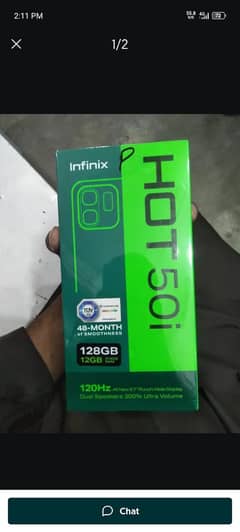 2:11 PM
1/2
Infinix
HOT 50i
48-MONTH
OF SMOOTHNESS
128GB
12GB
120Hz
Dual Speakers 300% Ultra Volume
Chat